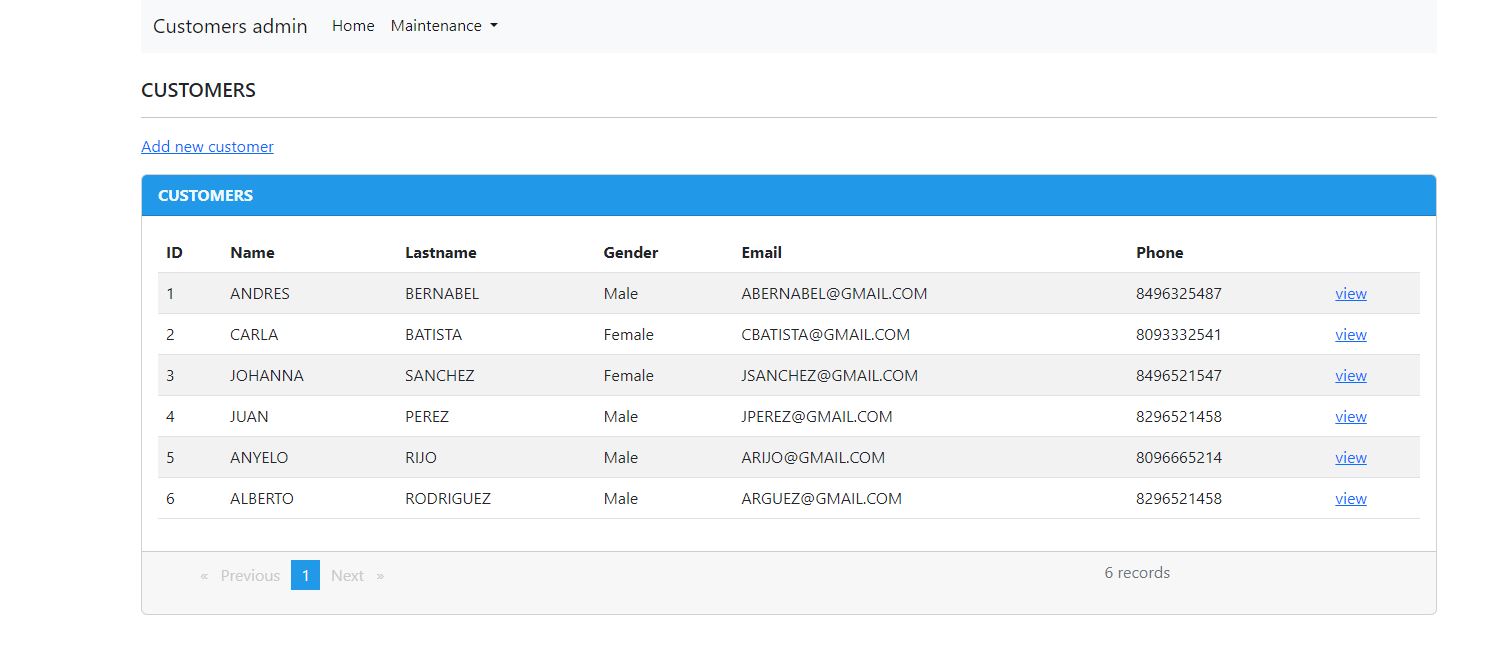 Customers admin Home Maintenance
CUSTOMERS
Add new customer
CUSTOMERS
ID Name Lastname Gender Email Phone
1 ANDRES BERNABEL Male ABERNABEL@GMAIL.COM 8496325487 view
2 CARLA BATISTA Female CBATISTA@GMAIL.COM 8093332541 view
3 JOHANNA SANCHEZ Female JSANCHEZ@GMAIL.COM 8496521547 view
4 JUAN PEREZ Male JPEREZ@GMAIL.COM 8296521458 view
5 ANYELO RIJO Male ARIJO@GMAIL.COM 8096665214 view
6 ALBERTO RODRIGUEZ Male ARGUEZ@GMAIL.COM 8296521458 view
« Previous 1 Next » 6 records